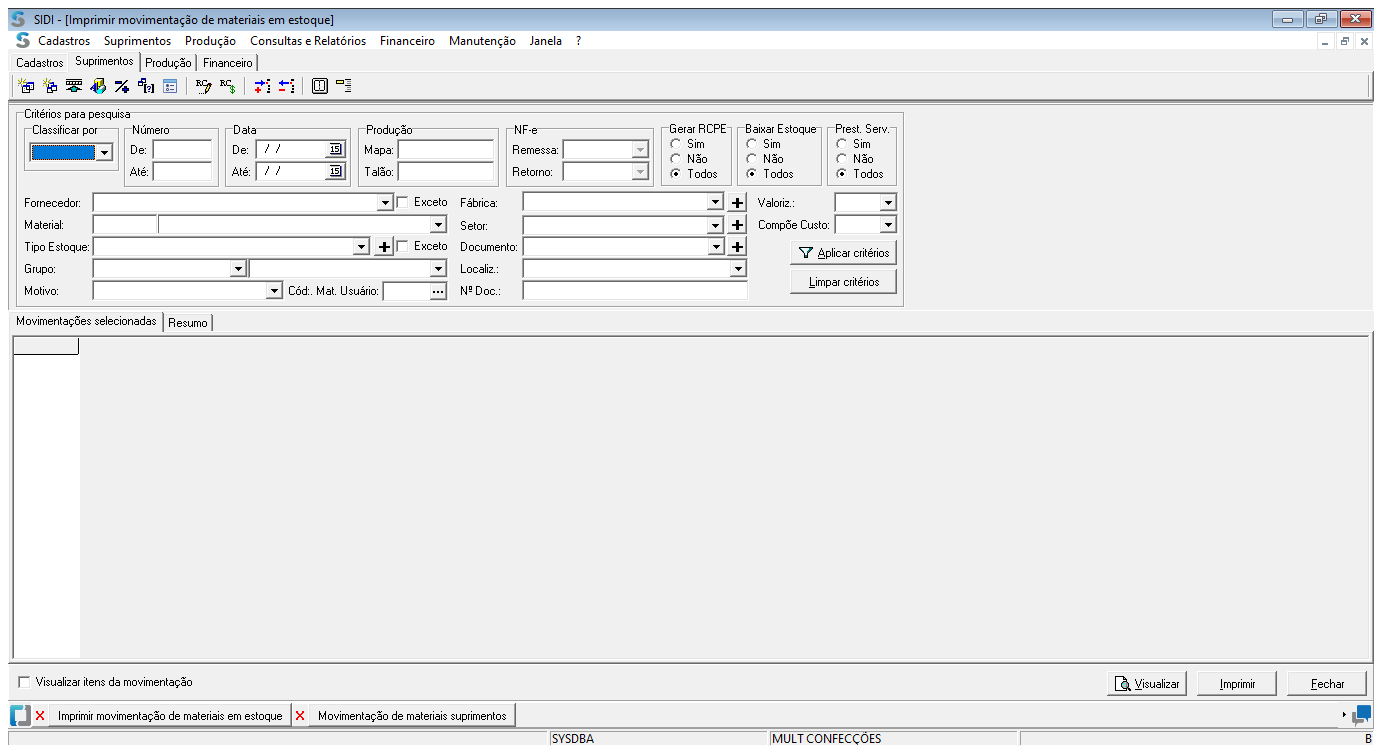 SIDI - [Imprimir movimentação de materiais em estoque]
Cadastros Suprimentos Produção Consultas e Relatórios Financeiro Manutenção Janela ?
Cadastros Suprimentos Produção Financeiro
Critérios para pesquisa
Classificar por
Número
De:
Até:
Data
De: / / 15
Até: / / 15
Produção
Mapa:
Talão:
NF-e
Remessa:
Retorno:
Gerar RCPE
Sim
Não
Todos
Baixar Estoque
Sim
Não
Todos
Prest. Serv.
Sim
Não
Todos
Fornecedor: Exceto Fábrica: Valoriz.:
Material: Setor: Compõe Custo:
Tipo Estoque: Exceto Documento: Aplicar critérios
Grupo: Localiz.:
Motivo: Cód:. Mat. Usuário: ... Nº Doc.: Limpar critérios
Movimentações selecionadas Resumo
Visualizar itens da movimentação Visualizar Imprimir Fechar
Imprimir movimentação de materiais em estoque Movimentação de materiais suprimentos
SYSDBA MULT CONFECÇÕES B